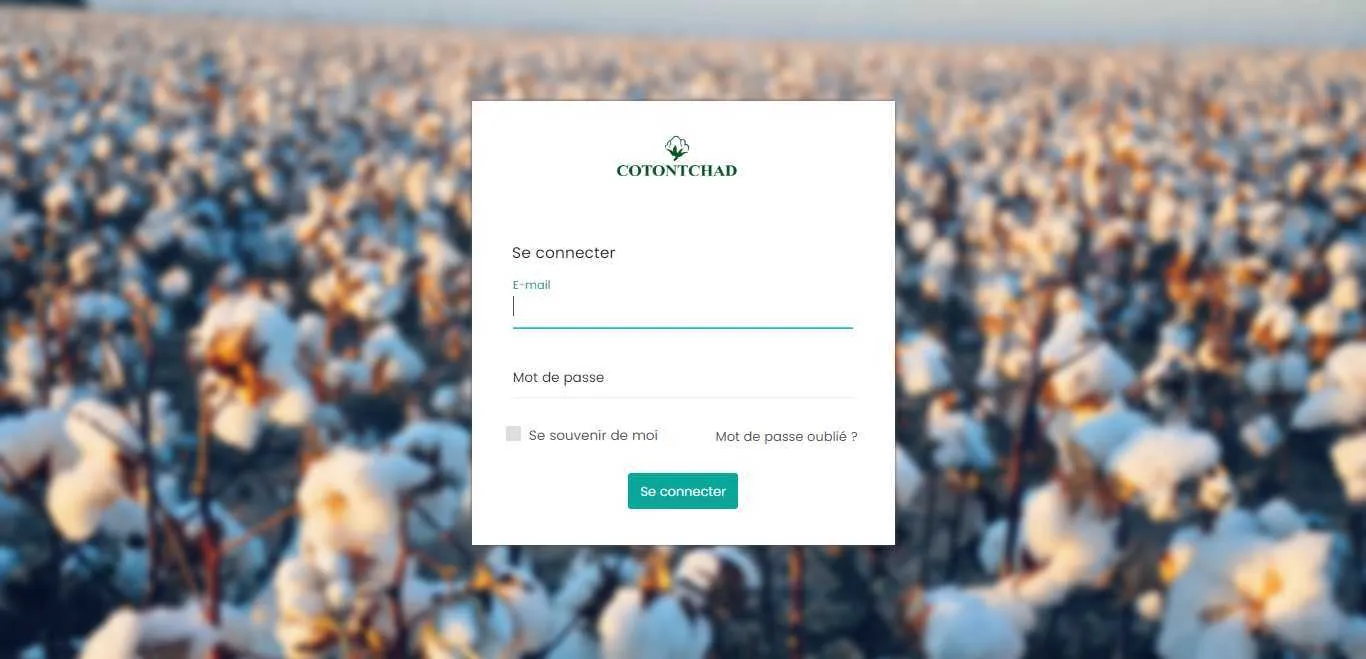 COTONTCHAD
Se connecter
E-mail
Mot de passe
Se souvenir de moi
Mot de passe oublié ?
Se connecter